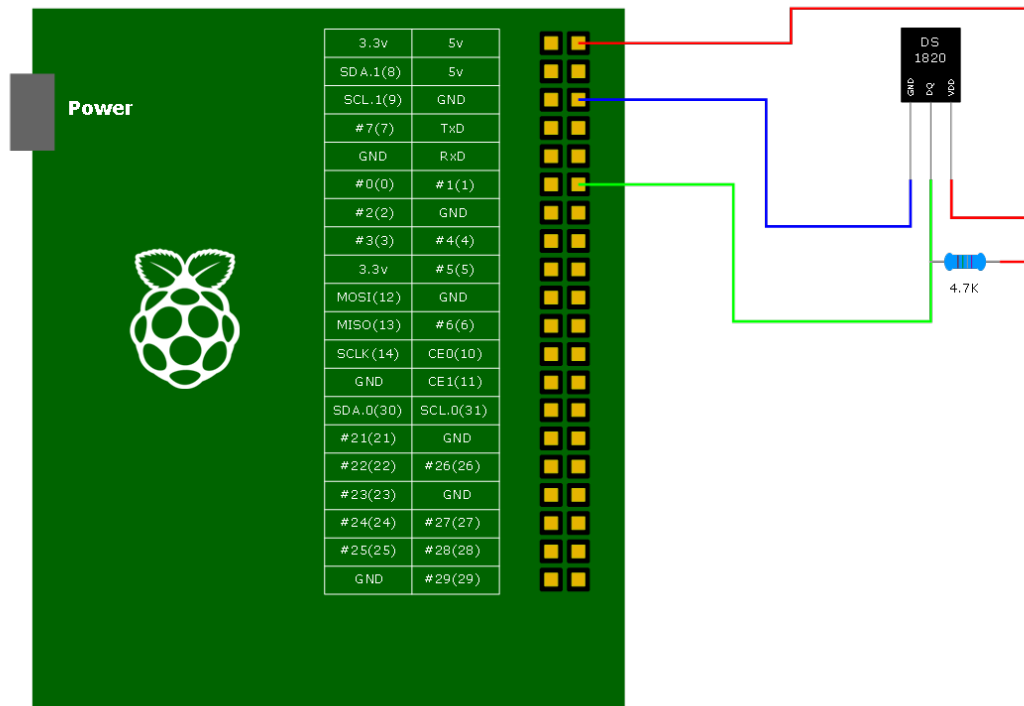 3.3v 5v
SDA.1(8) 5v
SCL.1(9) GND
#7(7) TxD
GND RxD
#0(0) #1(1)
#2(2) GND
#3(3) #4(4)
3.3v #5(5)
MOSI(12) GND
MISO(13) #6(6)
SCLK(14) CE0(10)
GND CE1(11)
SDA.0(30) SCL.0(31)
#21(21) GND
#22(22) #26(26)
#23(23) GND
#24(24) #27(27)
#25(25) #28(28)
GND #29(29)
Power
DS
1820
GND DQ VDD
4.7K